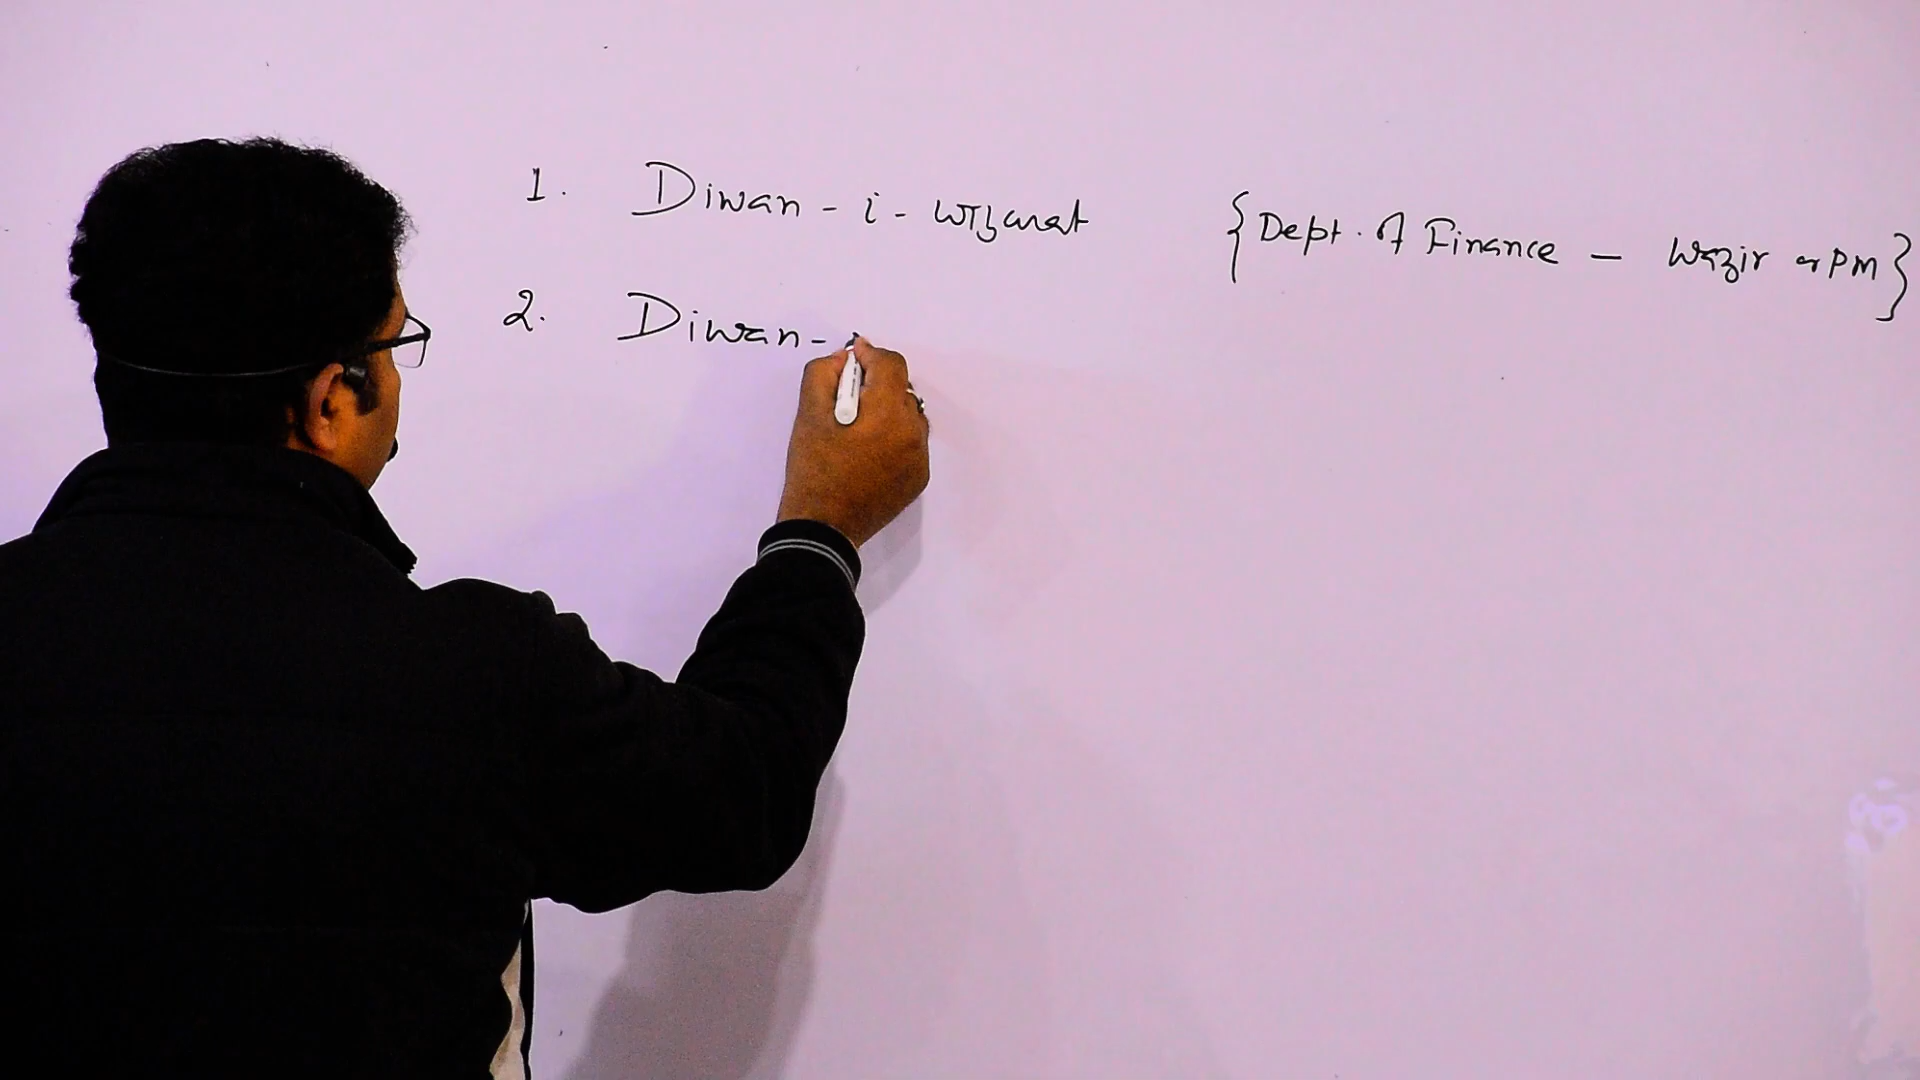 1. Diwan - i - wizarat {Dept. of Finance – Wazir or PM}
2. Diwan -